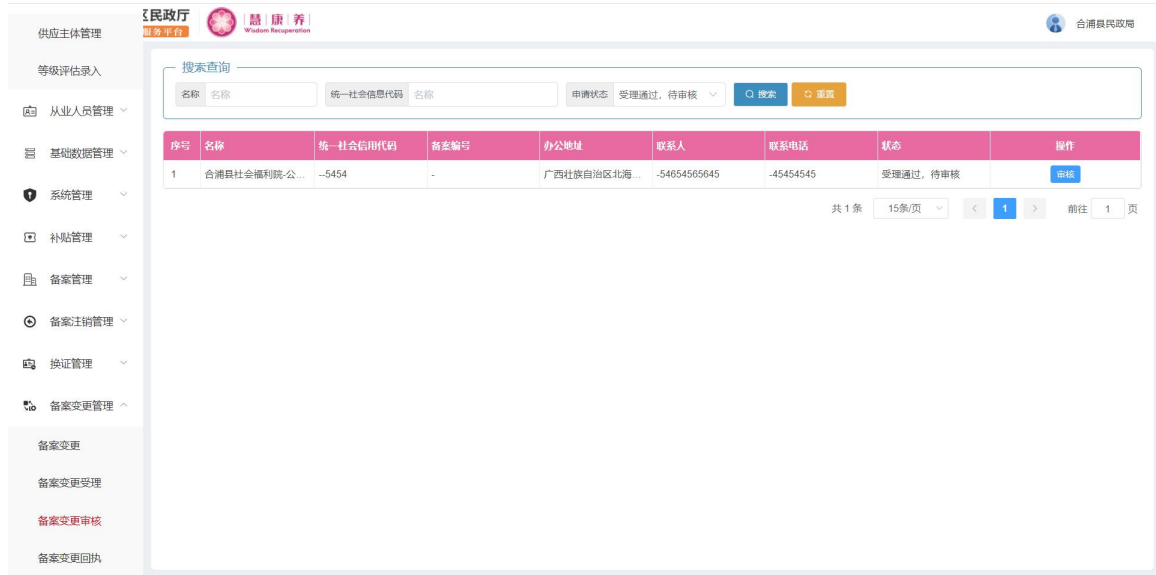 区民政厅
服务平台
慧 康 养
Wisdom Recuperation
合浦县民政局
供应主体管理
等级评估录入
从业人员管理
基础数据管理
系统管理
补贴管理
备案管理
备案注销管理
换证管理
备案变更管理
备案变更
备案变更受理
备案变更审核
备案变更回执
搜索查询
名称 名称 统一社会信息代码 名称 申请状态 受理通过，待审核 搜索 重置
序号 名称 统一社会信用代码 备案编号 办公地址 联系人 联系电话 状态 操作
1 合浦县社会福利院-公... --5454 - 广西壮族自治区北海... -54654565645 -45454545 受理通过，待审核 审核
共 1 条 15条/页 < 1 > 前往 1 页